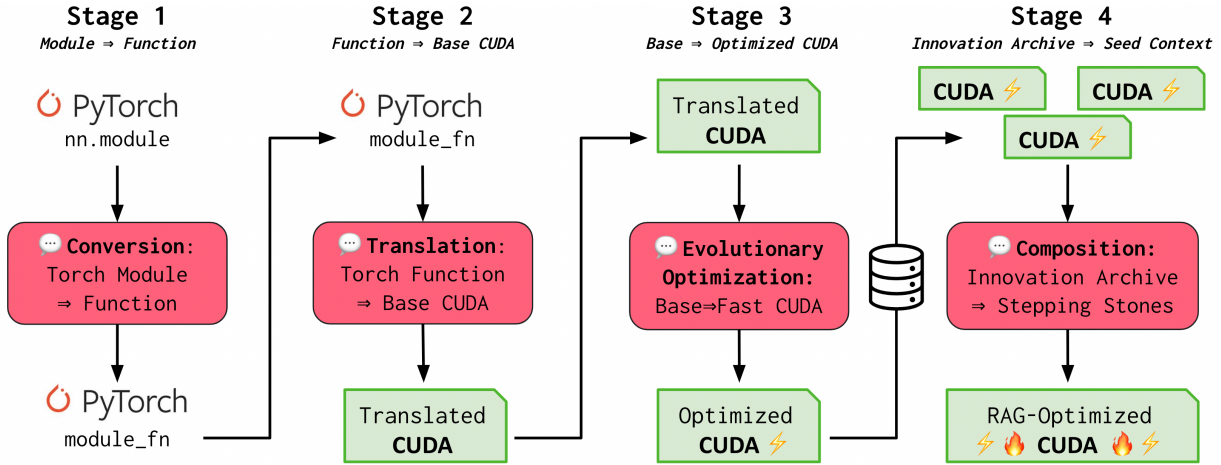 Stage 1
Module ⇒ Function
PyTorch
nn.module
Conversion:
Torch Module
⇒ Function
PyTorch
module_fn
Stage 2
Function ⇒ Base CUDA
PyTorch
module_fn
Translation:
Torch Function
⇒ Base CUDA
Translated
CUDA
Stage 3
Base ⇒ Optimized CUDA
Translated
CUDA
Evolutionary
Optimization:
Base⇒Fast CUDA
Optimized
CUDA ⚡
Stage 4
Innovation Archive ⇒ Seed Context
CUDA ⚡
CUDA ⚡
CUDA ⚡
Composition:
Innovation Archive
⇒ Stepping Stones
RAG-Optimized
⚡🔥 CUDA 🔥⚡